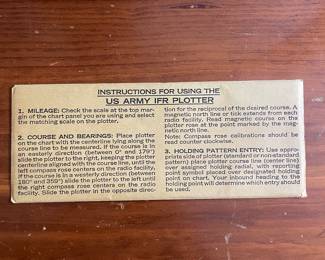 INSTRUCTIONS FOR USING THE
US ARMY IFR PLOTTER
1. MILEAGE: Check the scale at the top mar-
gin of the chart panel you are using and select
the matching scale on the plotter.
2. COURSE AND BEARINGS: Place plotter
on the chart with the centerline lying along the
course line to be measured. If the course is in
an easterly direction (between 0° and 179°)
slide the plotter to the right, keeping the plotter
centerline aligned with the course line, until the
left compass rose centers on the radio facility.
If the course is in a westerly direction (between
180° and 359°) slide the plotter to the left until
the right compass rose centers on the radio
facility. Slide the plotter in the opposite direc-
tion for the reciprocal of the desired course. A
magnetic north line or tick extends from each
radio facility. Read magnetic course on the
plotter rose at the point matched by the mag-
netic north line.
Note: Compass rose calibrations should be
read counter clockwise.
3. HOLDING PATTERN ENTRY: Use appro-
priate side of plotter (standard or non-standard
pattern) place plotter course line (center line)
over assigned holding radial, with reporting
point symbol placed over designated holding
point on chart. Your inbound heading to the
holding point will determine which entry should
be used.